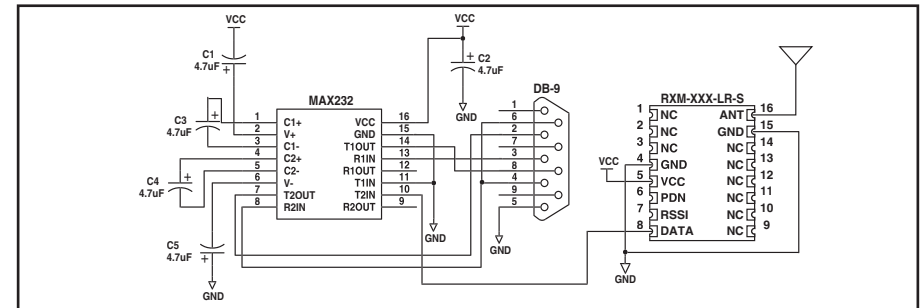 VCC
C1
4.7uF
C3
4.7uF
C4
4.7uF
C5
4.7uF
GND
MAX232
1 C1+
2 V+
3 C1-
4 C2+
5 C2-
6 V-
7 T2OUT
8 R2IN
VCC 16
GND 15
T1OUT 14
R1IN 13
R1OUT 12
T1IN 11
T2IN 10
R2OUT 9
VCC
C2
4.7uF
GND
GND
DB-9
1
6
2
7
3
8
4
9
5
GND
RXM-XXX-LR-S
1 NC
2 NC
3 NC
4 GND
5 VCC
6 PDN
7 RSSI
8 DATA
ANT 16
GND 15
NC 14
NC 13
NC 12
NC 11
NC 10
NC 9
VCC
GND